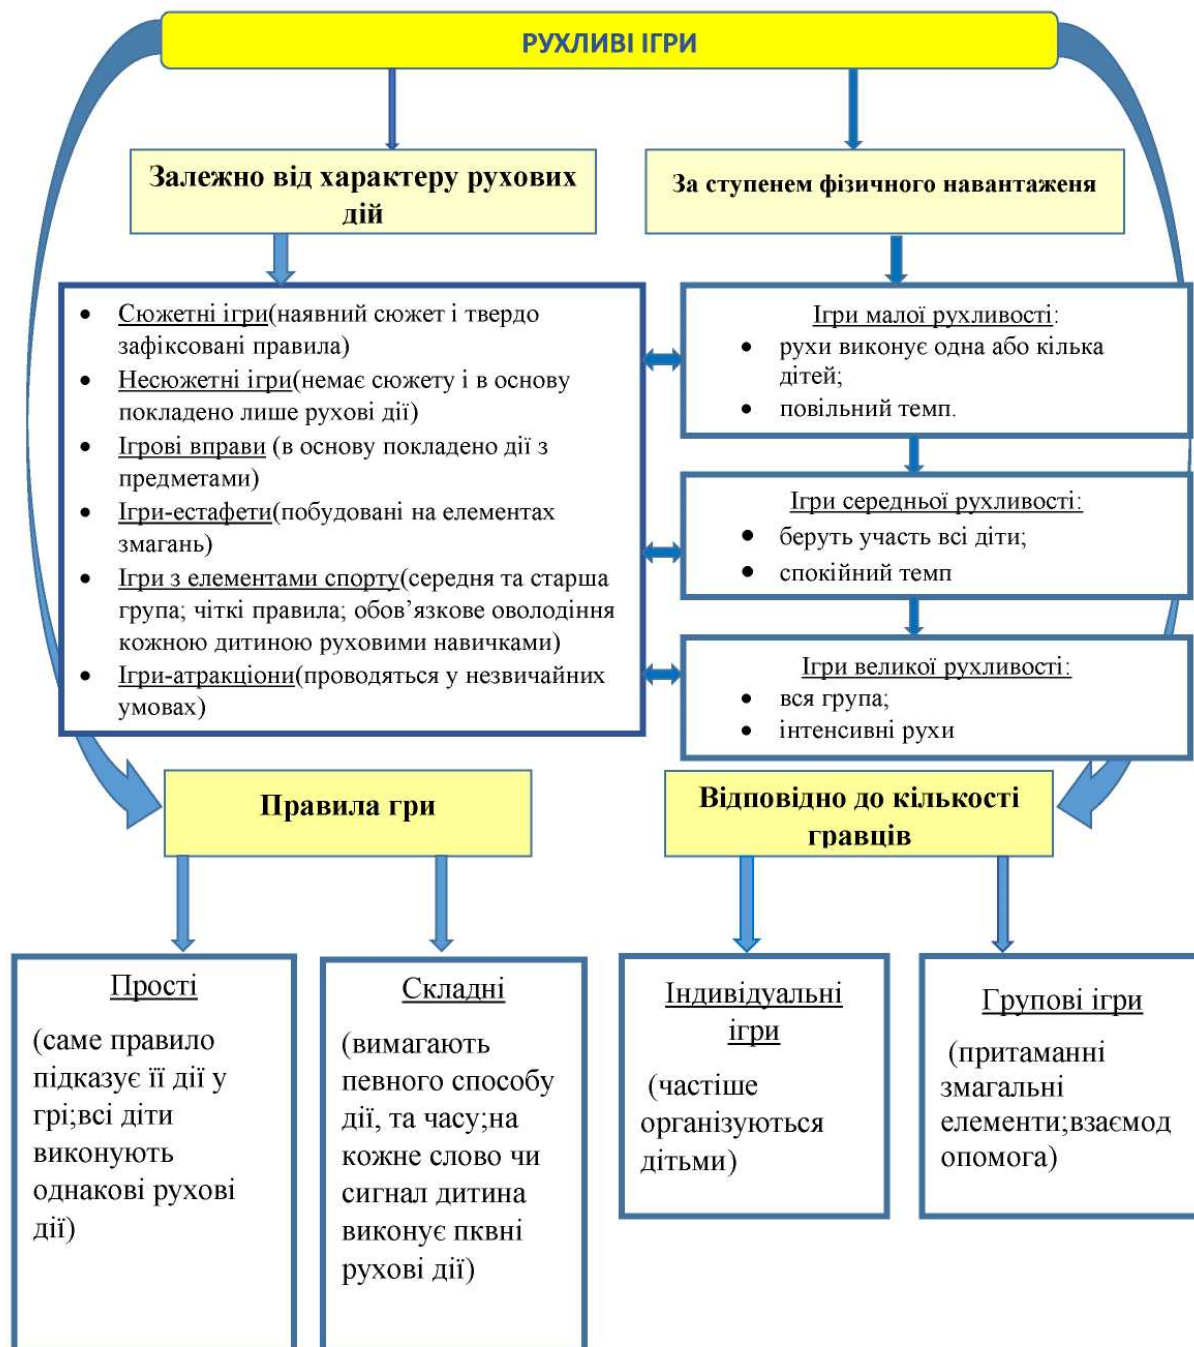 РУХЛИВІ ІГРИ
Залежно від характеру рухових
дій
За ступенем фізичного навантаженя
• Сюжетні ігри(наявний сюжет і твердо
зафіксовані правила)
• Несюжетні ігри(немає сюжету і в основу
покладено лише рухові дії)
• Ігрові вправи (в основу покладено дії з
предметами)
• Ігри-естафети(побудовані на елементах
змагань)
• Ігри з елементами спорту(середня та старша
група; чіткі правила; обов’язкове оволодіння
кожною дитиною руховими навичками)
• Ігри-атракціони(проводяться у незвичайних
умовах)
Ігри малої рухливості:
• рухи виконує одна або кілька
дітей;
• повільний темп.
Ігри середньої рухливості:
• беруть участь всі діти;
• спокійний темп
Ігри великої рухливості:
• вся група;
• інтенсивні рухи
Правила гри
Відповідно до кількості
гравців
Прості
(саме правило
підказує її дії у
грі;всі діти
виконують
однакові рухові
дії)
Складні
(вимагають
певного способу
дії, та часу;на
кожне слово чи
сигнал дитина
виконує пквні
рухові дії)
Індивідуальні
ігри
(частіше
організуються
дітьми)
Групові ігри
(притаманні
змагальні
елементи;взаємод
опомога)